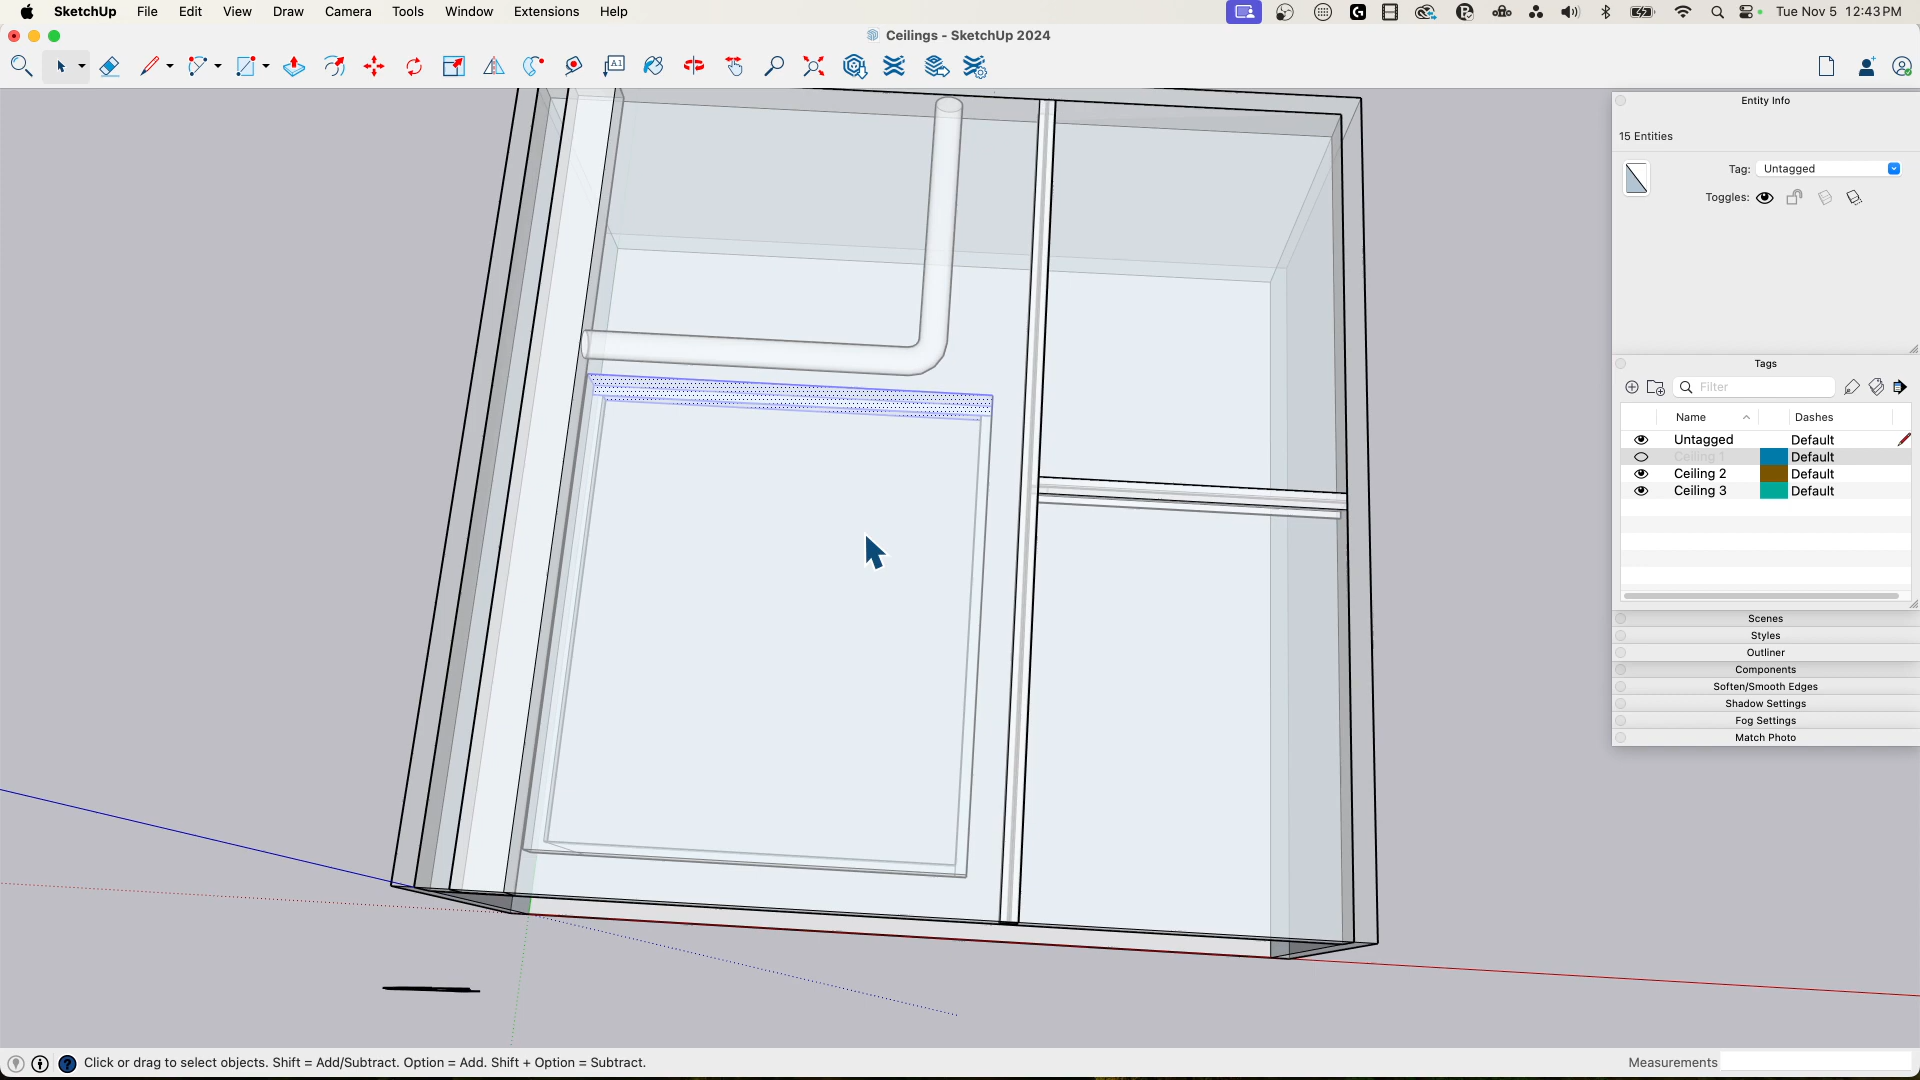 SketchUp File Edit View Draw Camera Tools Window Extensions Help Tue Nov 5 12:43 PM
Ceilings - SketchUp 2024
A1
Entity Info
15 Entities
Tag: Untagged
Toggles:
Tags
Filter
Name Dashes
Untagged Default
Ceiling 1 Default
Ceiling 2 Default
Ceiling 3 Default
Scenes
Styles
Outliner
Components
Soften/Smooth Edges
Shadow Settings
Fog Settings
Match Photo
Click or drag to select objects. Shift = Add/Subtract. Option = Add. Shift + Option = Subtract. Measurements